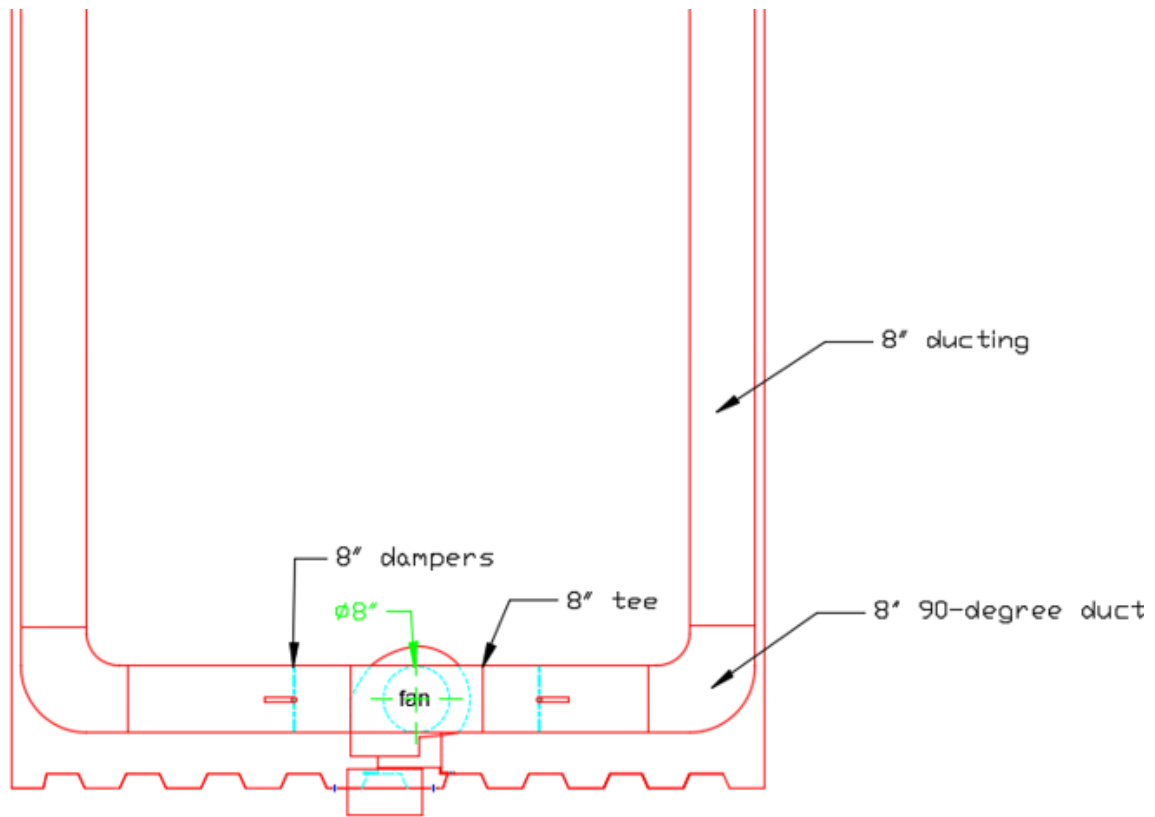 8" ducting
8" dampers
8" tee
ø8"
8" 90-degree duct
fan